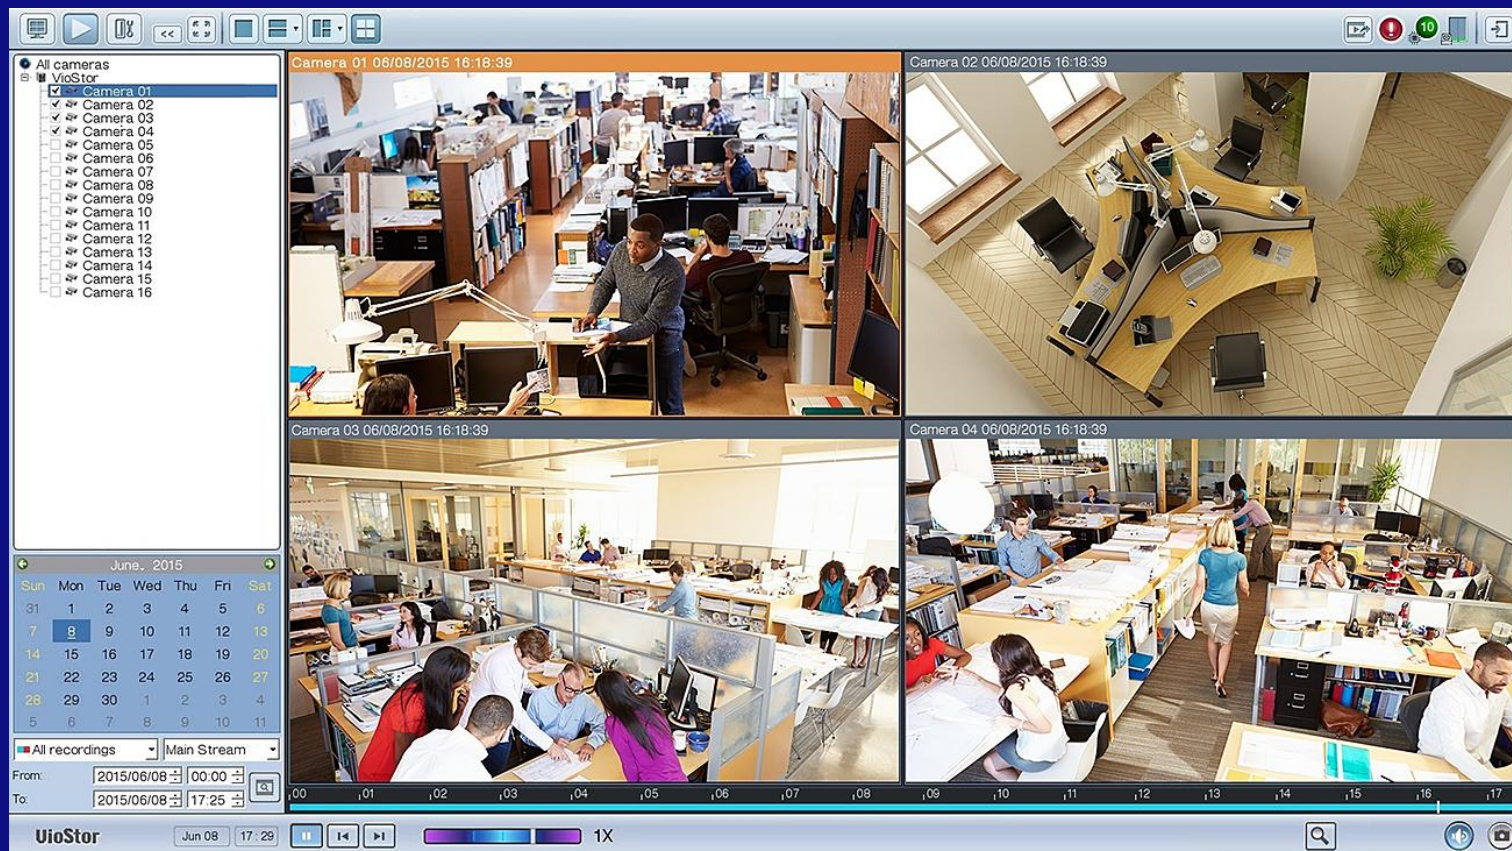 10
All cameras
VioStor
Camera 01
Camera 02
Camera 03
Camera 04
Camera 05
Camera 06
Camera 07
Camera 08
Camera 09
Camera 10
Camera 11
Camera 12
Camera 13
Camera 14
Camera 15
Camera 16
Camera 01 06/08/2015 16:18:39
Camera 02 06/08/2015 16:18:39
Camera 03 06/08/2015 16:18:39
Camera 04 06/08/2015 16:18:39
June, 2015
Sun Mon Tue Wed Thu Fri Sat
31 1 2 3 4 5 6
7 8 9 10 11 12 13
14 15 16 17 18 19 20
21 22 23 24 25 26 27
28 29 30 1 2 3 4
5 6 7 8 9 10 11
All recordings Main Stream
From: 2015/06/08 00:00
To: 2015/06/08 17:25
00 01 02 03 04 05 06 07 08 09 10 11 12 13 14 15 16 17
VioStor Jun 08 17:29 1X